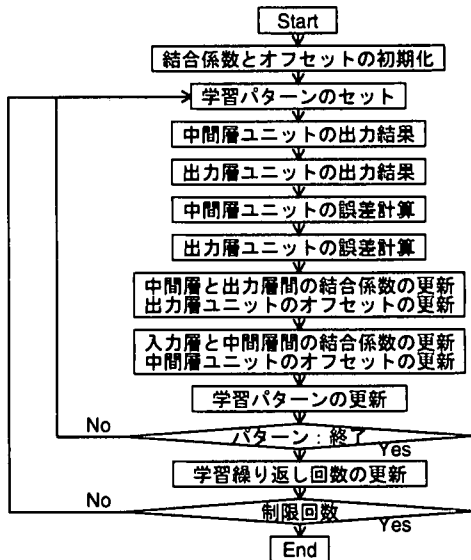 Start
結合係数とオフセットの初期化
学習パターンのセット
中間層ユニットの出力結果
出力層ユニットの出力結果
中間層ユニットの誤差計算
出力層ユニットの誤差計算
中間層と出力層間の結合係数の更新
出力層ユニットのオフセットの更新
入力層と中間層間の結合係数の更新
中間層ユニットのオフセットの更新
学習パターンの更新
No
パターン：終了
Yes
学習繰り返し回数の更新
No
制限回数
Yes
End